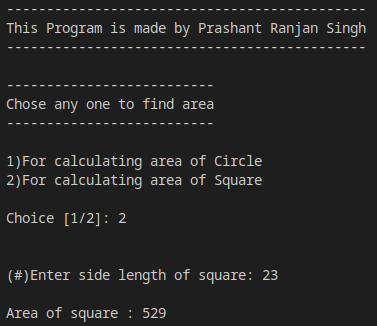 ---------------------------------------------
This Program is made by Prashant Ranjan Singh
---------------------------------------------
--------------------------
Chose any one to find area
--------------------------
1)For calculating area of Circle
2)For calculating area of Square
Choice [1/2]: 2
(#)Enter side length of square: 23
Area of square : 529